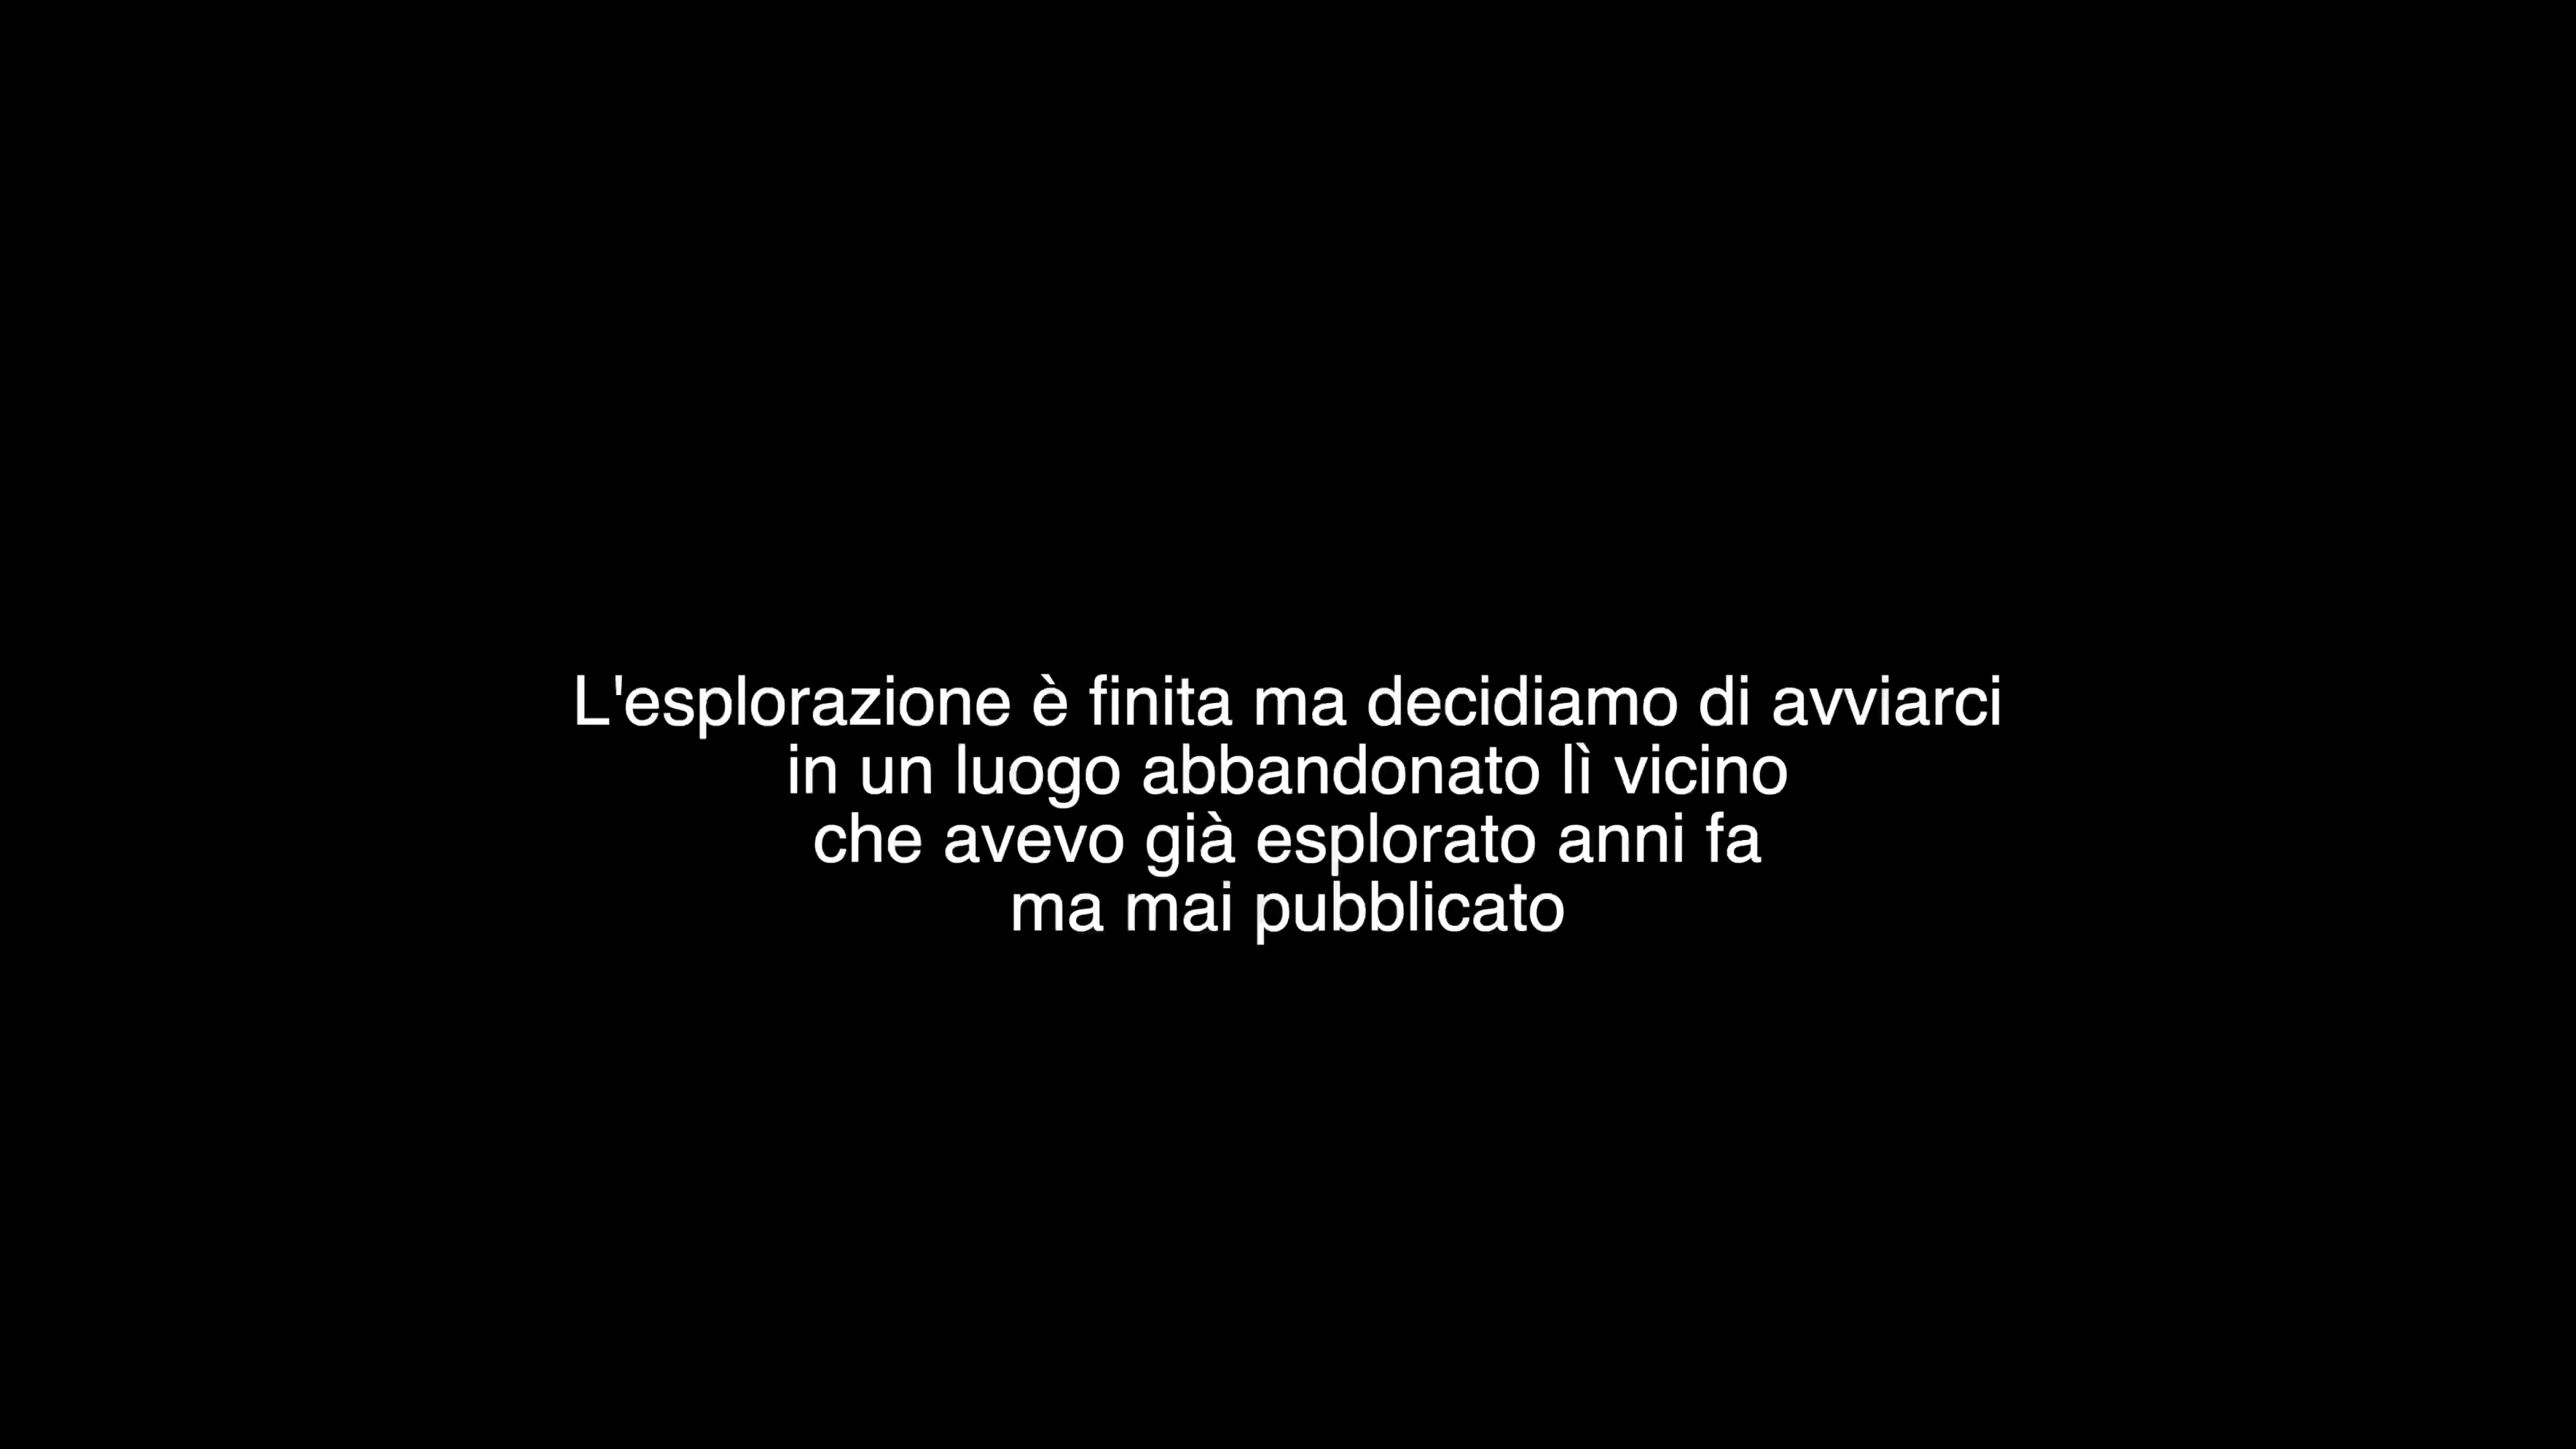 L'esplorazione è finita ma decidiamo di avviarci
in un luogo abbandonato lì vicino
che avevo già esplorato anni fa
ma mai pubblicato